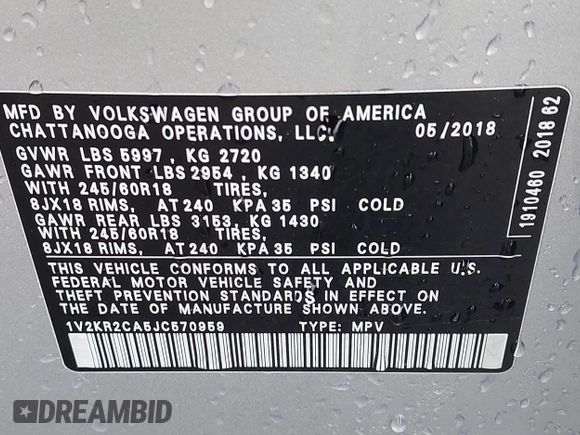 MFD BY VOLKSWAGEN GROUP OF AMERICA
CHATTANOOGA OPERATIONS, LLC. 05/2018
GVWR LBS 5997 , KG 2720
GAWR FRONT LBS 2954 , KG 1340
WITH 245/60R18 TIRES,
8JX18 RIMS, AT 240 KPA 35 PSI COLD
GAWR REAR LBS 3153, KG 1430
WITH 245/60R18 TIRES,
8JX18 RIMS, AT 240 KPA 35 PSI COLD
THIS VEHICLE CONFORMS TO ALL APPLICABLE U.S.
FEDERAL MOTOR VEHICLE SAFETY AND
THEFT PREVENTION STANDARDS IN EFFECT ON
THE DATE OF MANUFACTURE SHOWN ABOVE.
1V2KR2CA5JC570959 TYPE: MPV
1910460 2018 62
DREAMBID